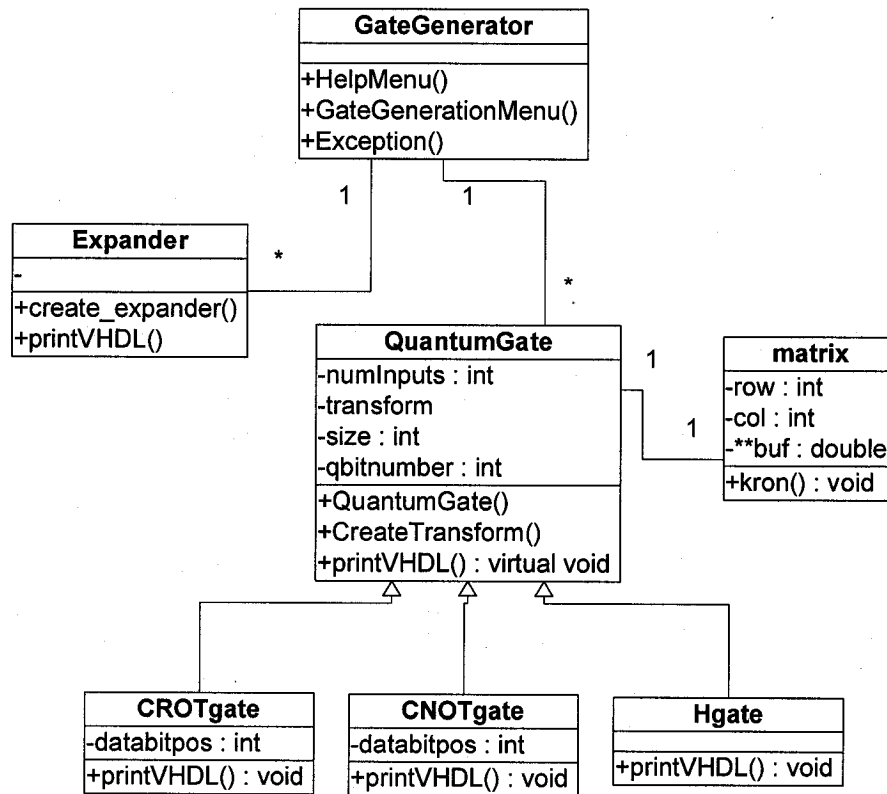 GateGenerator
+HelpMenu()
+GateGenerationMenu()
+Exception()
1
1
*
*
Expander
-
+create_expander()
+printVHDL()
QuantumGate
-numInputs : int
-transform
-size : int
-qbitnumber : int
+QuantumGate()
+CreateTransform()
+printVHDL() : virtual void
1
1
matrix
-row : int
-col : int
-**buf : double
+kron() : void
CROTgate
-databitpos : int
+printVHDL() : void
CNOTgate
-databitpos : int
+printVHDL() : void
Hgate
+printVHDL() : void